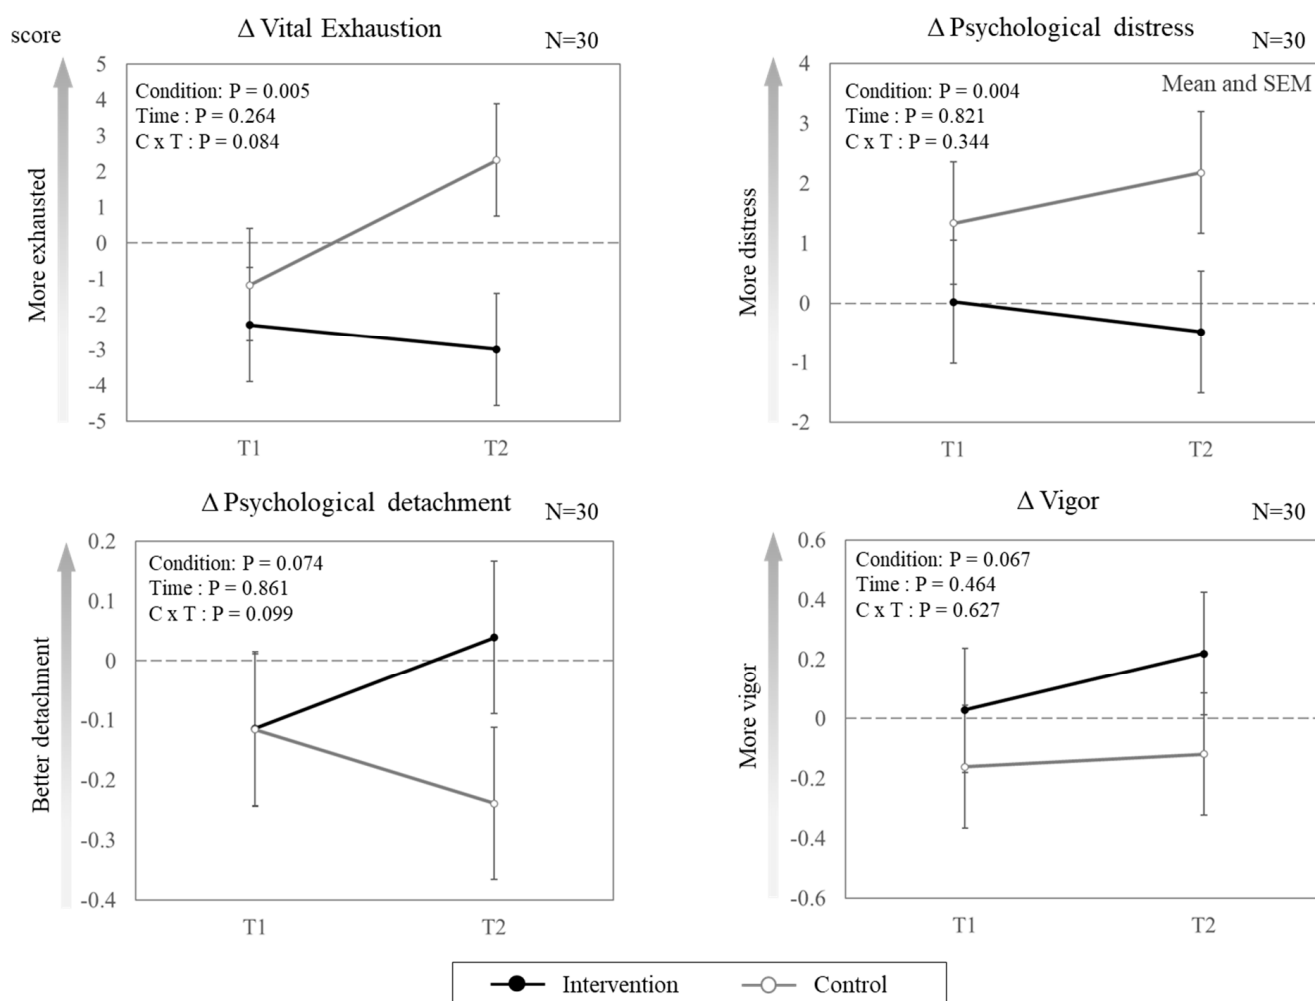 score
Δ Vital Exhaustion
N=30
More exhausted
5
4
3
2
1
0
-1
-2
-3
-4
-5
Condition: P = 0.005
Time : P = 0.264
C x T : P = 0.084
T1 T2
Δ Psychological distress
N=30
Mean and SEM
More distress
4
3
2
1
0
-1
-2
Condition: P = 0.004
Time : P = 0.821
C x T : P = 0.344
T1 T2
Δ Psychological detachment
N=30
Better detachment
0.2
0.1
0
-0.1
-0.2
-0.3
-0.4
Condition: P = 0.074
Time : P = 0.861
C x T : P = 0.099
T1 T2
Δ Vigor
N=30
More vigor
0.6
0.4
0.2
0
-0.2
-0.4
-0.6
Condition: P = 0.067
Time : P = 0.464
C x T : P = 0.627
T1 T2
Intervention Control